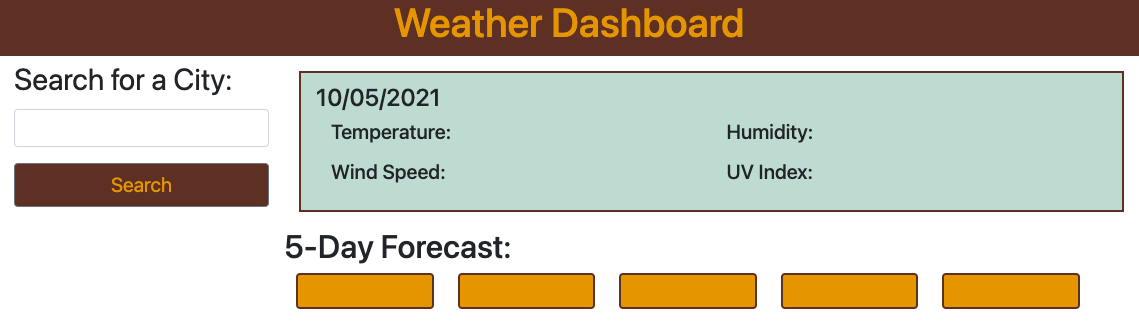 Weather Dashboard
Search for a City:
Search
10/05/2021
Temperature: Humidity:
Wind Speed: UV Index:
5-Day Forecast: